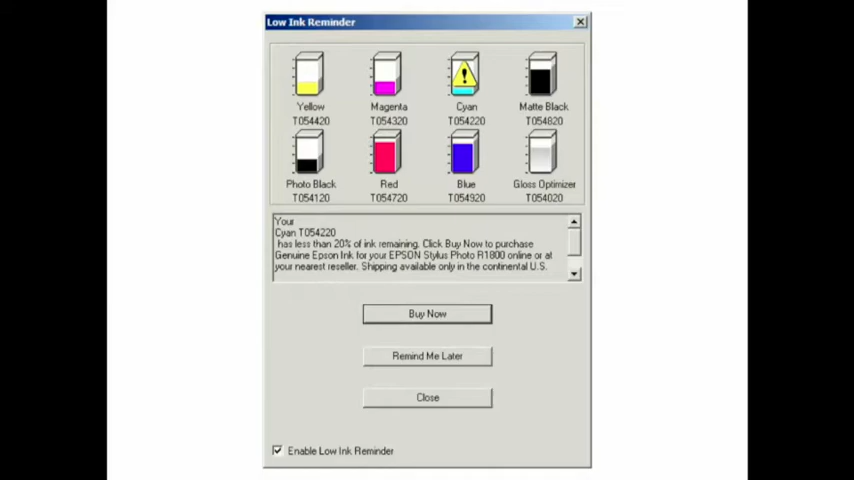 Low Ink Reminder
Yellow Magenta Cyan Matte Black
T054420 T054320 T054220 T054820
Photo Black Red Blue Gloss Optimizer
T054120 T054720 T054920 T054020
Your
Cyan T054220
has less than 20% of ink remaining. Click Buy Now to purchase
Genuine Epson Ink for your EPSON Stylus Photo R1800 online or at
your nearest reseller. Shipping available only in the continental U.S.
Buy Now
Remind Me Later
Close
Enable Low Ink Reminder